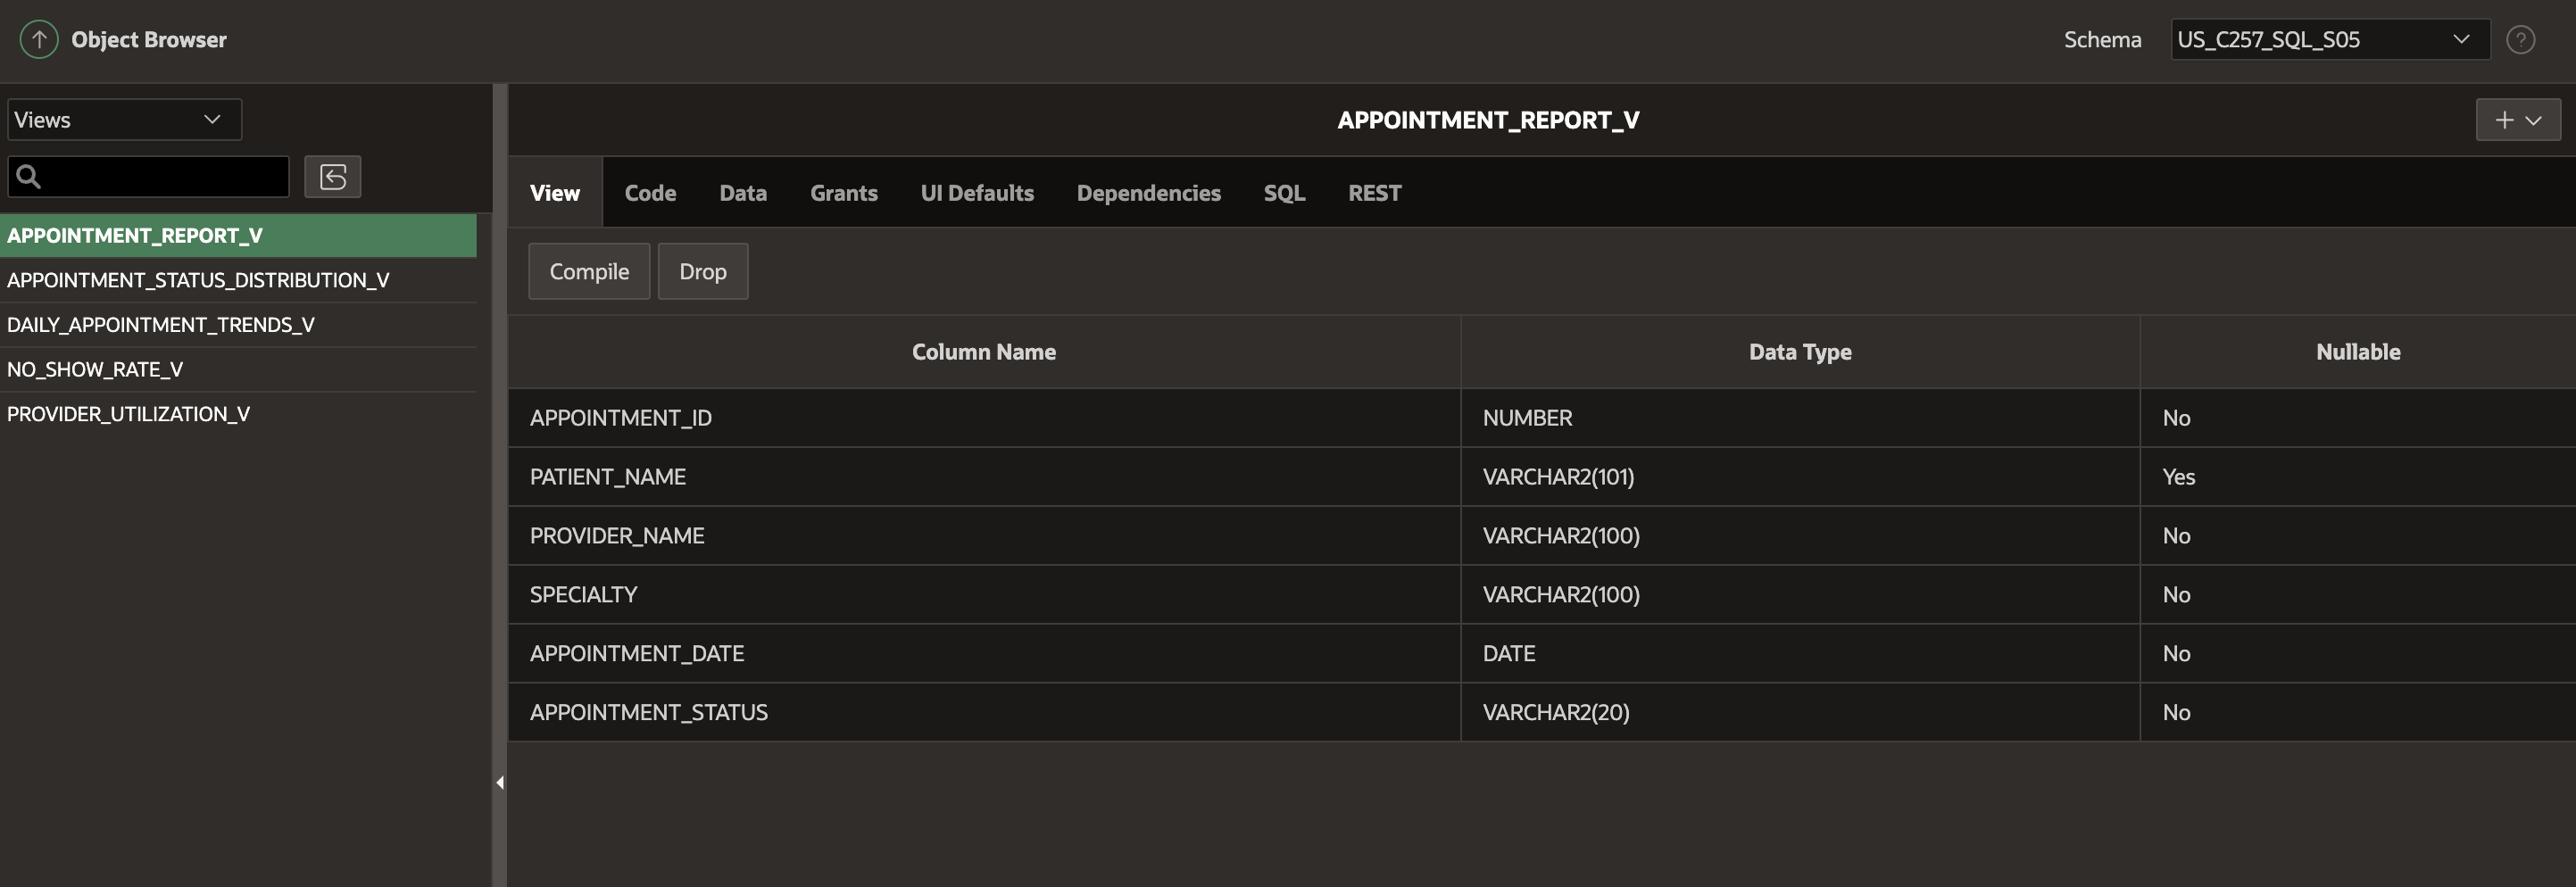 Object Browser
Schema US_C257_SQL_S05 ?
Views
APPOINTMENT_REPORT_V
APPOINTMENT_STATUS_DISTRIBUTION_V
DAILY_APPOINTMENT_TRENDS_V
NO_SHOW_RATE_V
PROVIDER_UTILIZATION_V
APPOINTMENT_REPORT_V
View Code Data Grants UI Defaults Dependencies SQL REST
Compile Drop
Column Name Data Type Nullable
APPOINTMENT_ID NUMBER No
PATIENT_NAME VARCHAR2(101) Yes
PROVIDER_NAME VARCHAR2(100) No
SPECIALTY VARCHAR2(100) No
APPOINTMENT_DATE DATE No
APPOINTMENT_STATUS VARCHAR2(20) No